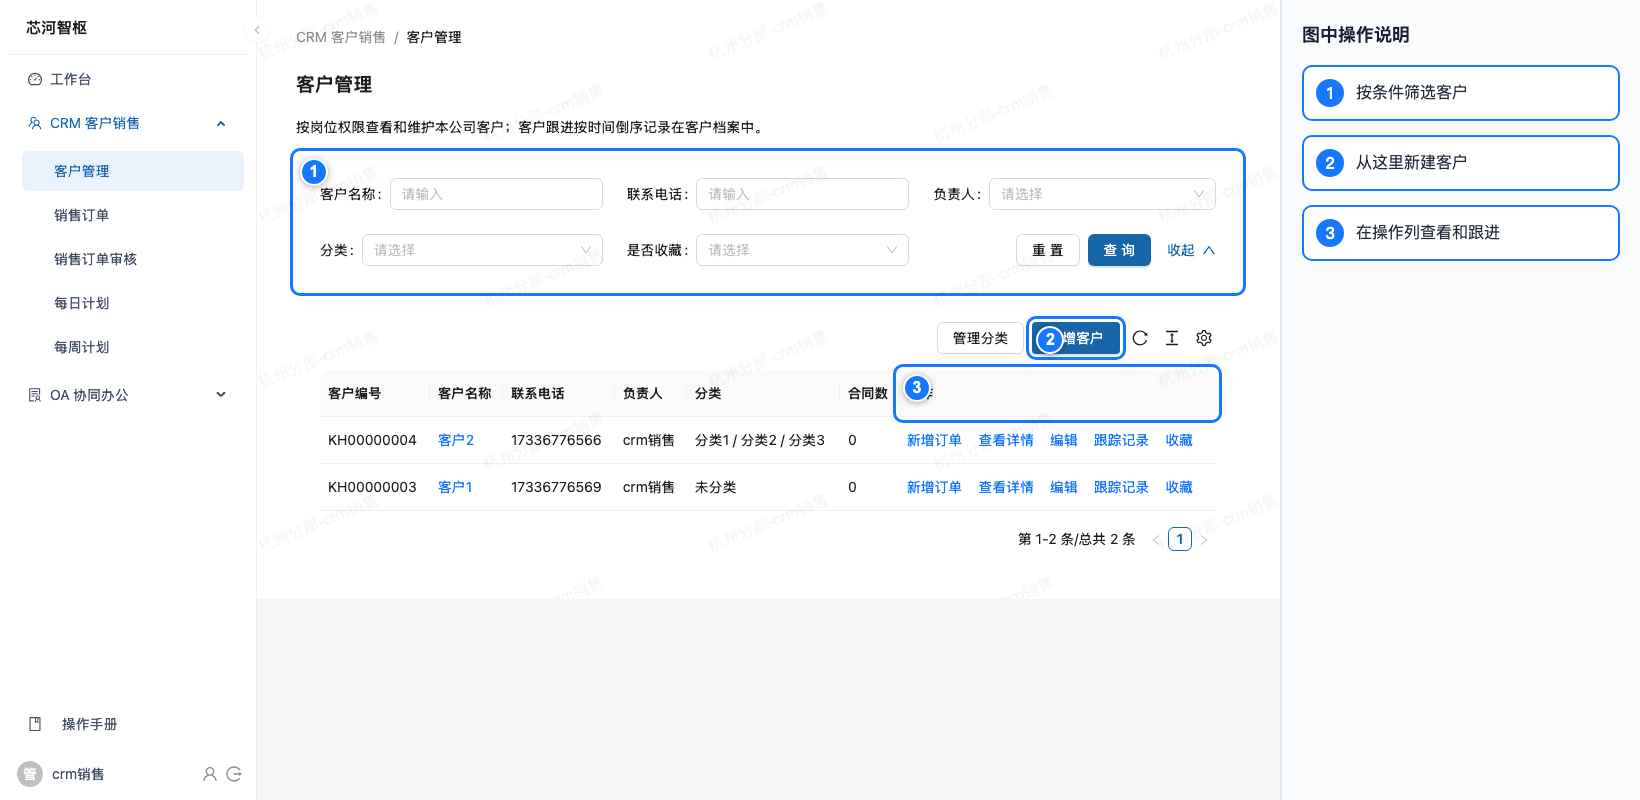 芯河智枢
工作台
CRM 客户销售
客户管理
销售订单
销售订单审核
每日计划
每周计划
OA 协同办公
操作手册
管 crm销售
CRM 客户销售 / 客户管理
客户管理
按岗位权限查看和维护本公司客户；客户跟进按时间倒序记录在客户档案中。
1
客户名称： 请输入 联系电话： 请输入 负责人： 请选择
分类： 请选择 是否收藏： 请选择 重 置 查 询 收起
管理分类 2 增客户
客户编号 客户名称 联系电话 负责人 分类 合同数 3
KH00000004 客户2 17336776566 crm销售 分类1 / 分类2 / 分类3 0 新增订单 查看详情 编辑 跟踪记录 收藏
KH00000003 客户1 17336776569 crm销售 未分类 0 新增订单 查看详情 编辑 跟踪记录 收藏
第 1-2 条/总共 2 条 < 1 >
图中操作说明
1 按条件筛选客户
2 从这里新建客户
3 在操作列查看和跟进
杭州分部-crm销售